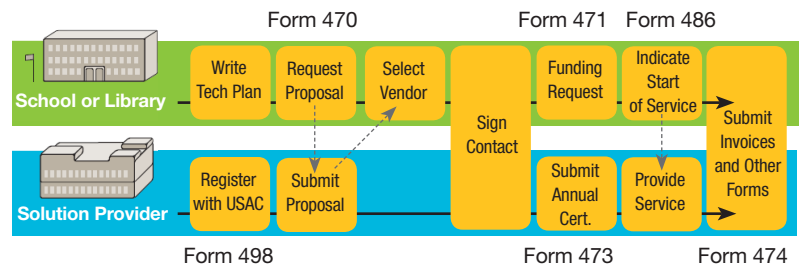 Form 470
Form 471
Form 486
School or Library
Write
Tech Plan
Request
Proposal
Select
Vendor
Sign
Contact
Funding
Request
Indicate
Start
of Service
Submit
Invoices
and Other
Forms
Solution Provider
Register
with USAC
Submit
Proposal
Submit
Annual
Cert.
Provide
Service
Form 498
Form 473
Form 474